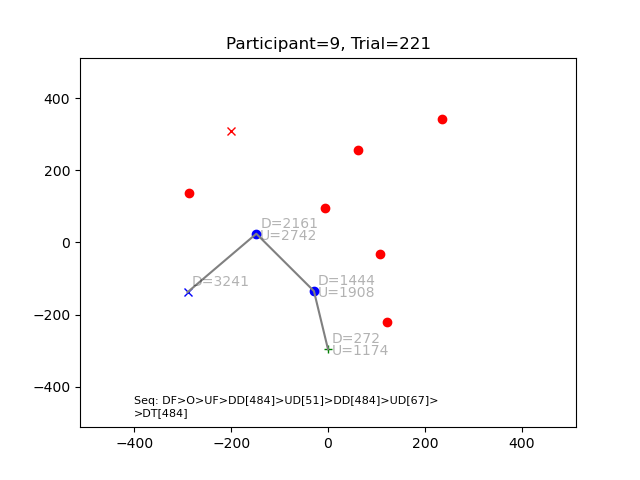 Participant=9, Trial=221
400
200
0
−200
−400
D=2161
U=2742
D=3241
D=1444
U=1908
D=272
U=1174
Seq: DF>O>UF>DD[484]>UD[51]>DD[484]>UD[67]>
>DT[484]
−400
−200
0
200
400